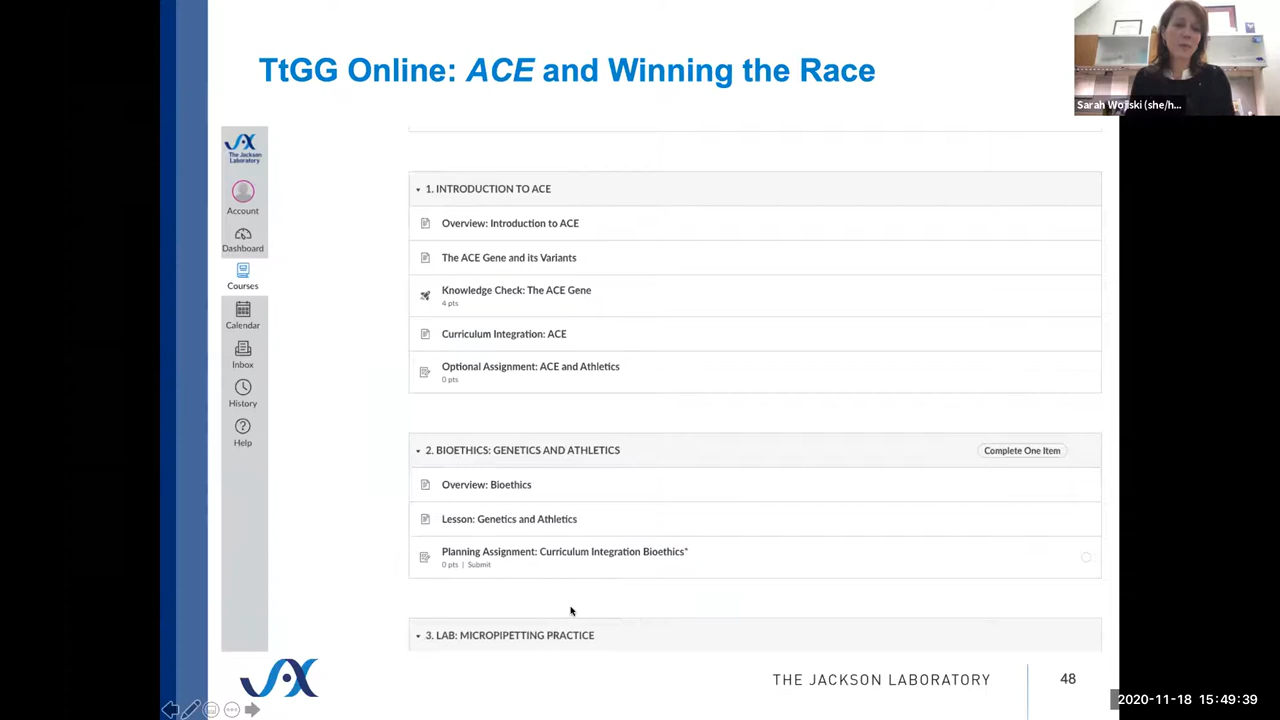 TtGG Online: ACE and Winning the Race
Sarah Wojiski (she/h...
The Jackson
Laboratory
Account
Dashboard
Courses
Calendar
Inbox
History
Help
1. INTRODUCTION TO ACE
Overview: Introduction to ACE
The ACE Gene and its Variants
Knowledge Check: The ACE Gene
4 pts
Curriculum Integration: ACE
Optional Assignment: ACE and Athletics
0 pts
2. BIOETHICS: GENETICS AND ATHLETICS
Complete One Item
Overview: Bioethics
Lesson: Genetics and Athletics
Planning Assignment: Curriculum Integration Bioethics*
0 pts | Submit
3. LAB: MICROPIPETTING PRACTICE
THE JACKSON LABORATORY
48
2020-11-18 15:49:39